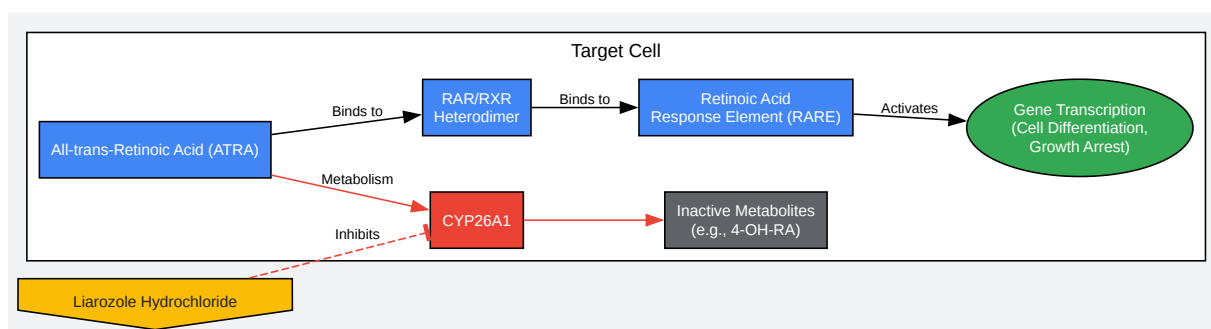 Target Cell
All-trans-Retinoic Acid (ATRA)
Binds to
RAR/RXR
Heterodimer
Binds to
Retinoic Acid
Response Element (RARE)
Activates
Gene Transcription
(Cell Differentiation,
Growth Arrest)
Metabolism
CYP26A1
Inactive Metabolites
(e.g., 4-OH-RA)
Inhibits
Liarozole Hydrochloride